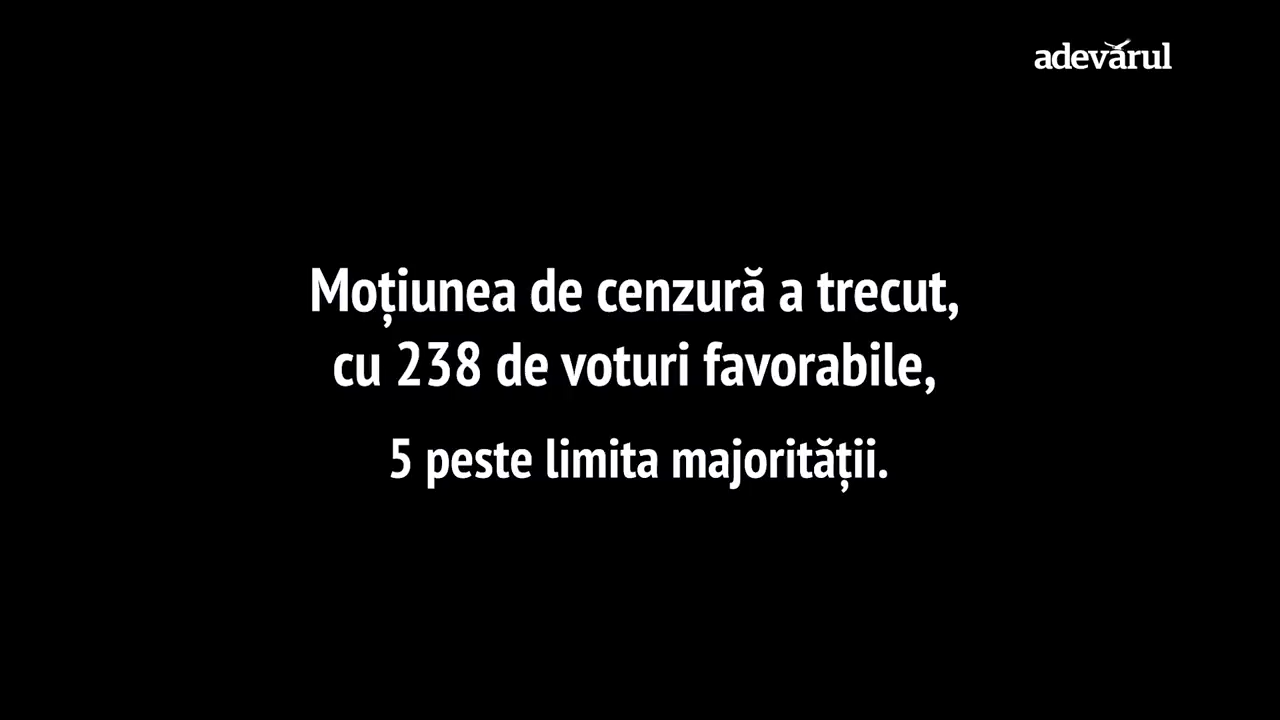 adevărul
Moțiunea de cenzură a trecut,
cu 238 de voturi favorabile,
5 peste limita majorității.